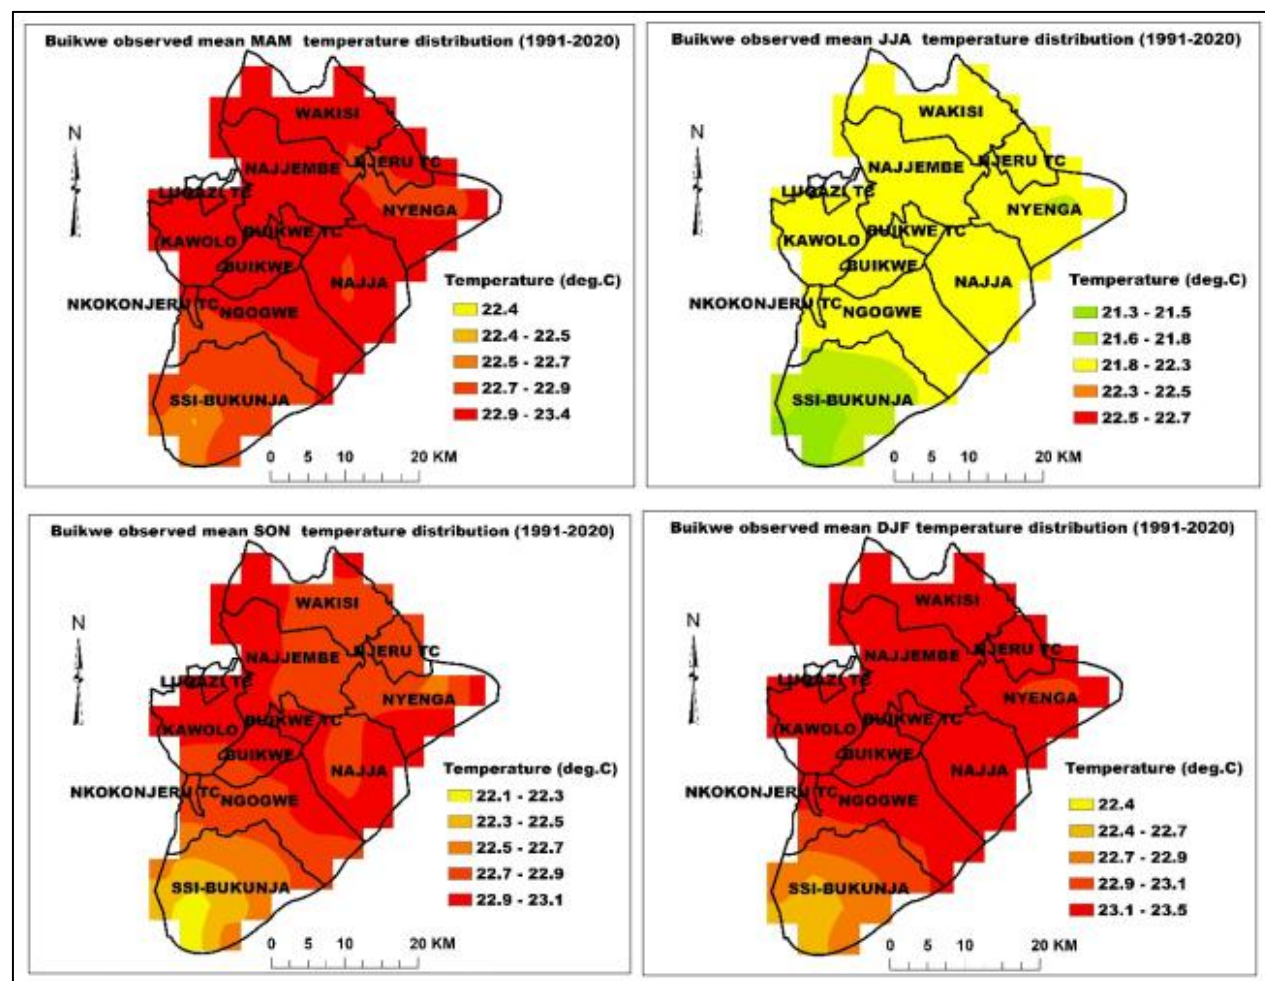 Buikwe observed mean MAM temperature distribution (1991-2020)
N
WAKISI
NAJJEMBE
NJERU TC
LUGAZI TC
NYENGA
KAWOLO
BUIKWE TC
BUIKWE
NAJJA
NKOKONJERU TC
NGOGWE
SSI-BUKUNJA
Temperature (deg.C)
22.4
22.4 - 22.5
22.5 - 22.7
22.7 - 22.9
22.9 - 23.4
0 5 10 20 KM
Buikwe observed mean JJA temperature distribution (1991-2020)
N
WAKISI
NAJJEMBE
NJERU TC
LUGAZI TC
NYENGA
KAWOLO
BUIKWE TC
BUIKWE
NAJJA
NKOKONJERU TC
NGOGWE
SSI-BUKUNJA
Temperature (deg.C)
21.3 - 21.5
21.6 - 21.8
21.8 - 22.3
22.3 - 22.5
22.5 - 22.7
0 5 10 20 KM
Buikwe observed mean SON temperature distribution (1991-2020)
N
WAKISI
NAJJEMBE
NJERU TC
LUGAZI TC
NYENGA
KAWOLO
BUIKWE TC
BUIKWE
NAJJA
NKOKONJERU TC
NGOGWE
SSI-BUKUNJA
Temperature (deg.C)
22.1 - 22.3
22.3 - 22.5
22.5 - 22.7
22.7 - 22.9
22.9 - 23.1
0 5 10 20 KM
Buikwe observed mean DJF temperature distribution (1991-2020)
N
WAKISI
NAJJEMBE
NJERU TC
LUGAZI TC
NYENGA
KAWOLO
BUIKWE TC
BUIKWE
NAJJA
NKOKONJERU TC
NGOGWE
SSI-BUKUNJA
Temperature (deg.C)
22.4
22.4 - 22.7
22.7 - 22.9
22.9 - 23.1
23.1 - 23.5
0 5 10 20 KM